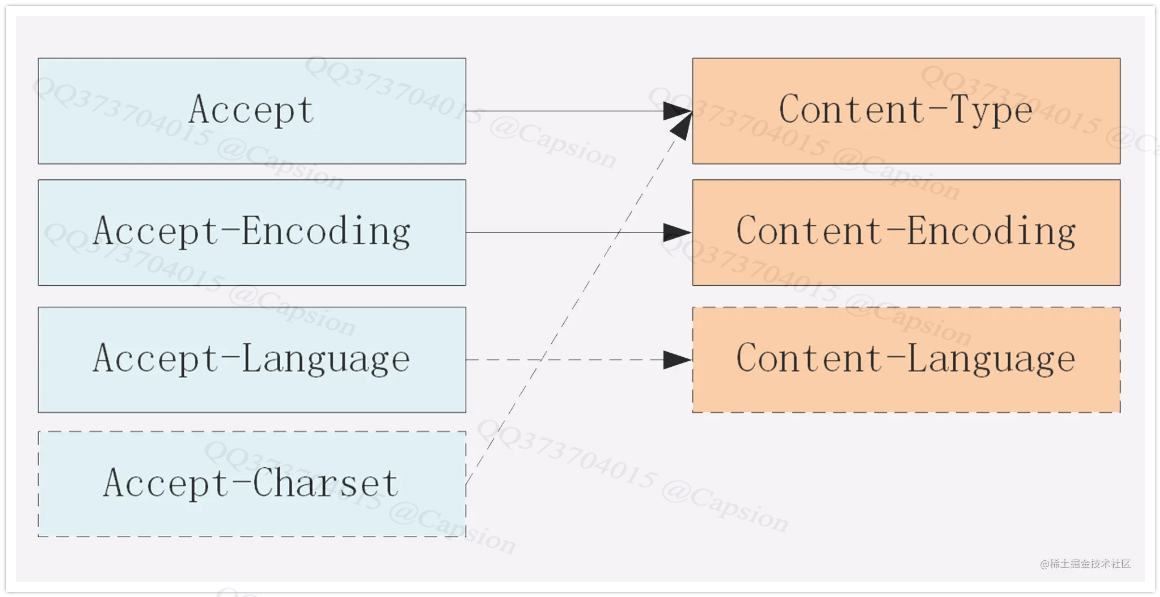 Accept
Content-Type
Accept-Encoding
Content-Encoding
Accept-Language
Content-Language
Accept-Charset
QQ373704015 @Capsion
QQ373704015 @Capsion
QQ373704015 @Capsion
QQ373704015 @C
QQ373704015 @Capsion
QQ373704015 @Capsion
QQ373704015 @Capsion
QQ373704015 @Capsion
@稀土掘金技术社区